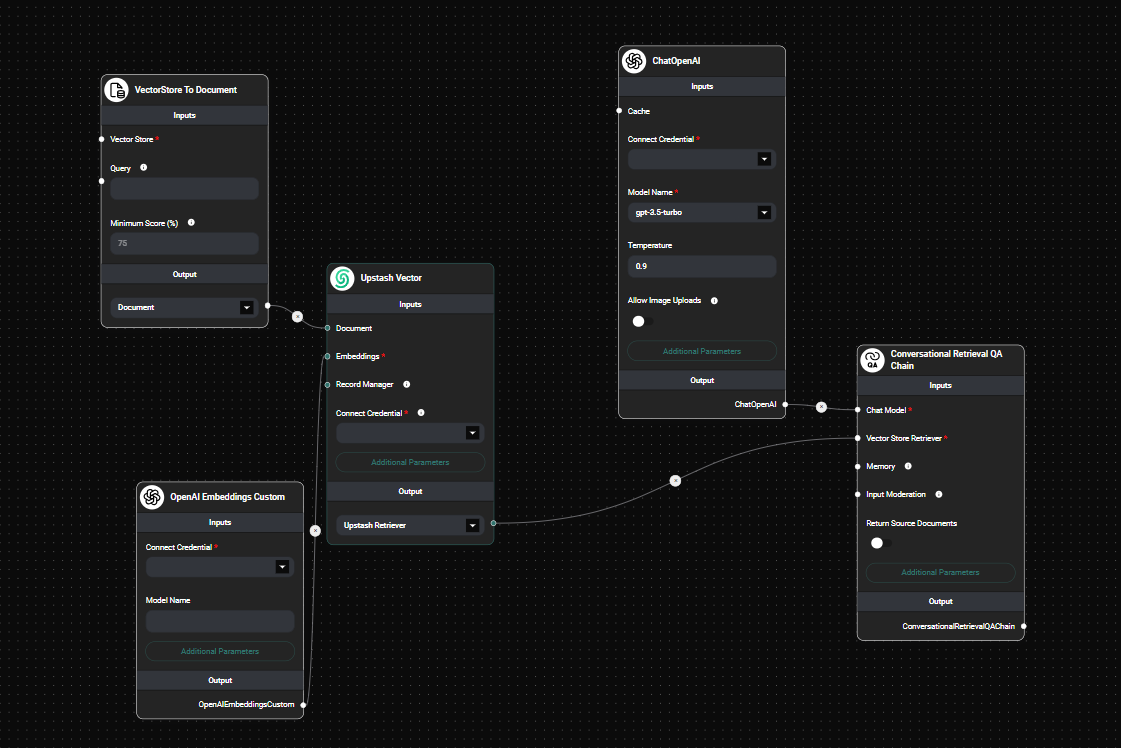 VectorStore To Document
Inputs
Vector Store *
Query
Minimum Score (%)
75
Output
Document
Upstash Vector
Inputs
Document
Embeddings *
Record Manager
Connect Credential *
Additional Parameters
Output
Upstash Retriever
OpenAI Embeddings Custom
Inputs
Connect Credential *
Model Name
Additional Parameters
Output
OpenAIEmbeddingsCustom
ChatOpenAI
Inputs
Cache
Connect Credential *
Model Name *
gpt-3.5-turbo
Temperature
0.9
Allow Image Uploads
Additional Parameters
Output
ChatOpenAI
QA
Conversational Retrieval QA
Chain
Inputs
Chat Model *
Vector Store Retriever *
Memory
Input Moderation
Return Source Documents
Additional Parameters
Output
ConversationalRetrievalQAChain